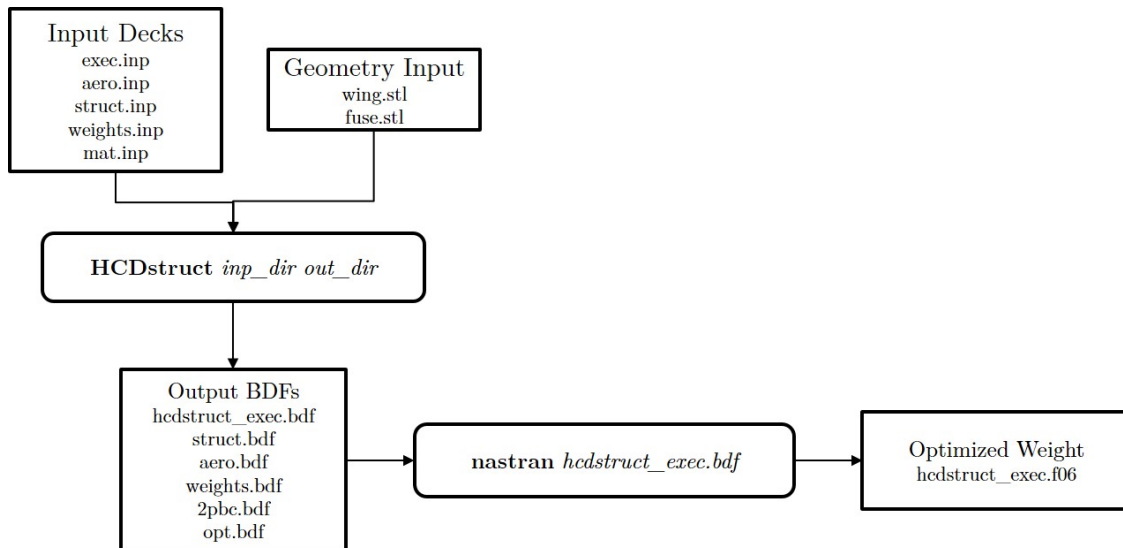 Input Decks
exec.inp
aero.inp
struct.inp
weights.inp
mat.inp
Geometry Input
wing.stl
fuse.stl
HCDstruct inp_dir out_dir
Output BDFs
hcdstruct_exec.bdf
struct.bdf
aero.bdf
weights.bdf
2pbc.bdf
opt.bdf
nastran hcdstruct_exec.bdf
Optimized Weight
hcdstruct_exec.f06